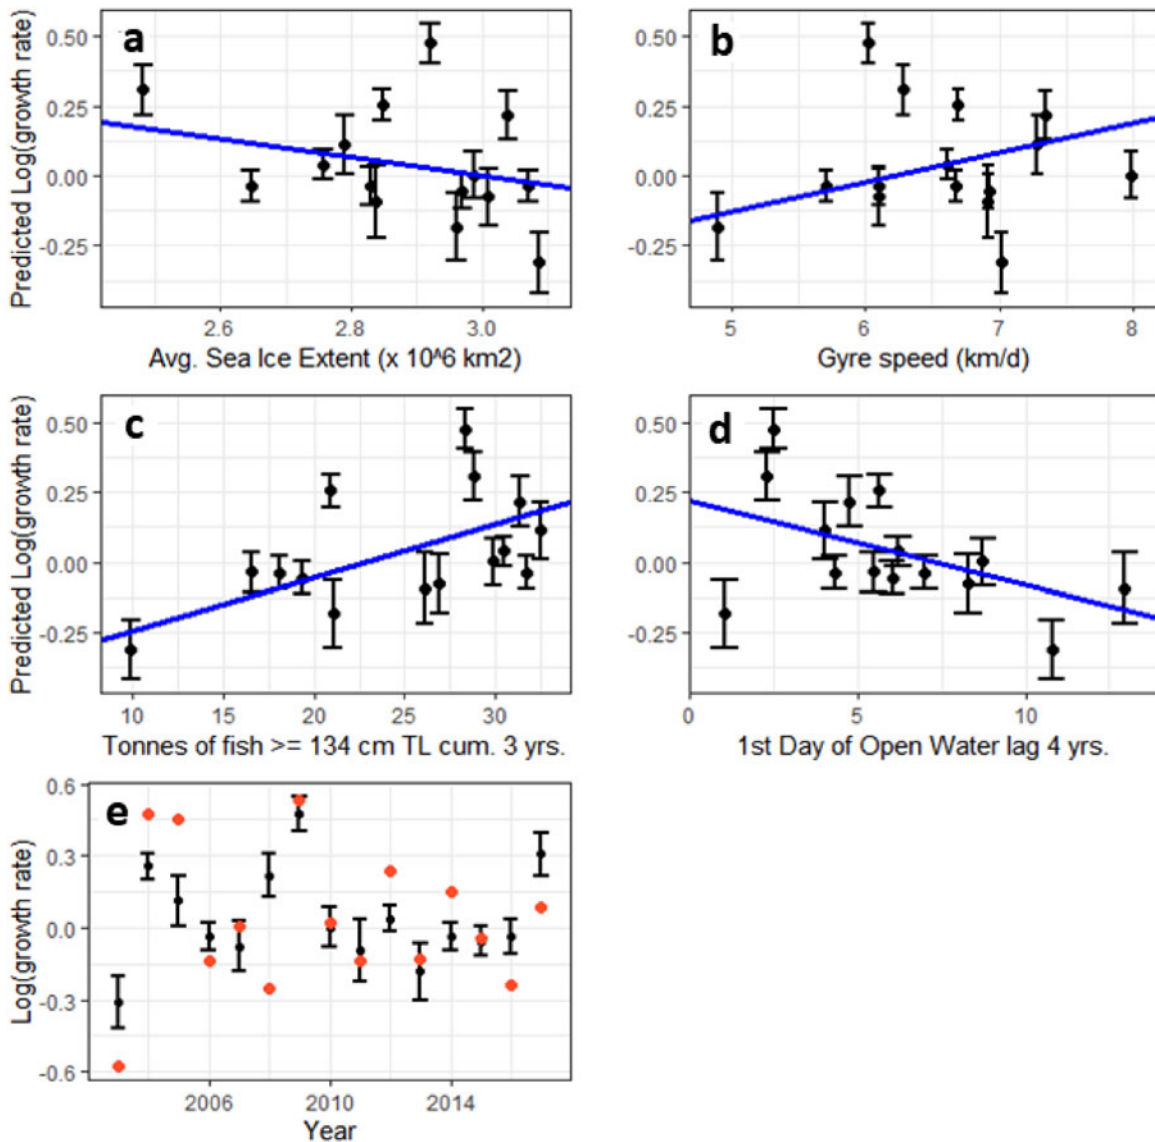 a
b
Predicted Log(growth rate)
0.50
0.25
0.00
-0.25
0.50
0.25
0.00
-0.25
2.6 2.8 3.0
5 6 7 8
Avg. Sea Ice Extent (x 10^6 km2)
Gyre speed (km/d)
c
d
Predicted Log(growth rate)
0.50
0.25
0.00
-0.25
0.50
0.25
0.00
-0.25
10 15 20 25 30
0 5 10
Tonnes of fish >= 134 cm TL cum. 3 yrs.
1st Day of Open Water lag 4 yrs.
e
Log(growth rate)
0.6
0.3
0.0
-0.3
-0.6
2006 2010 2014
Year